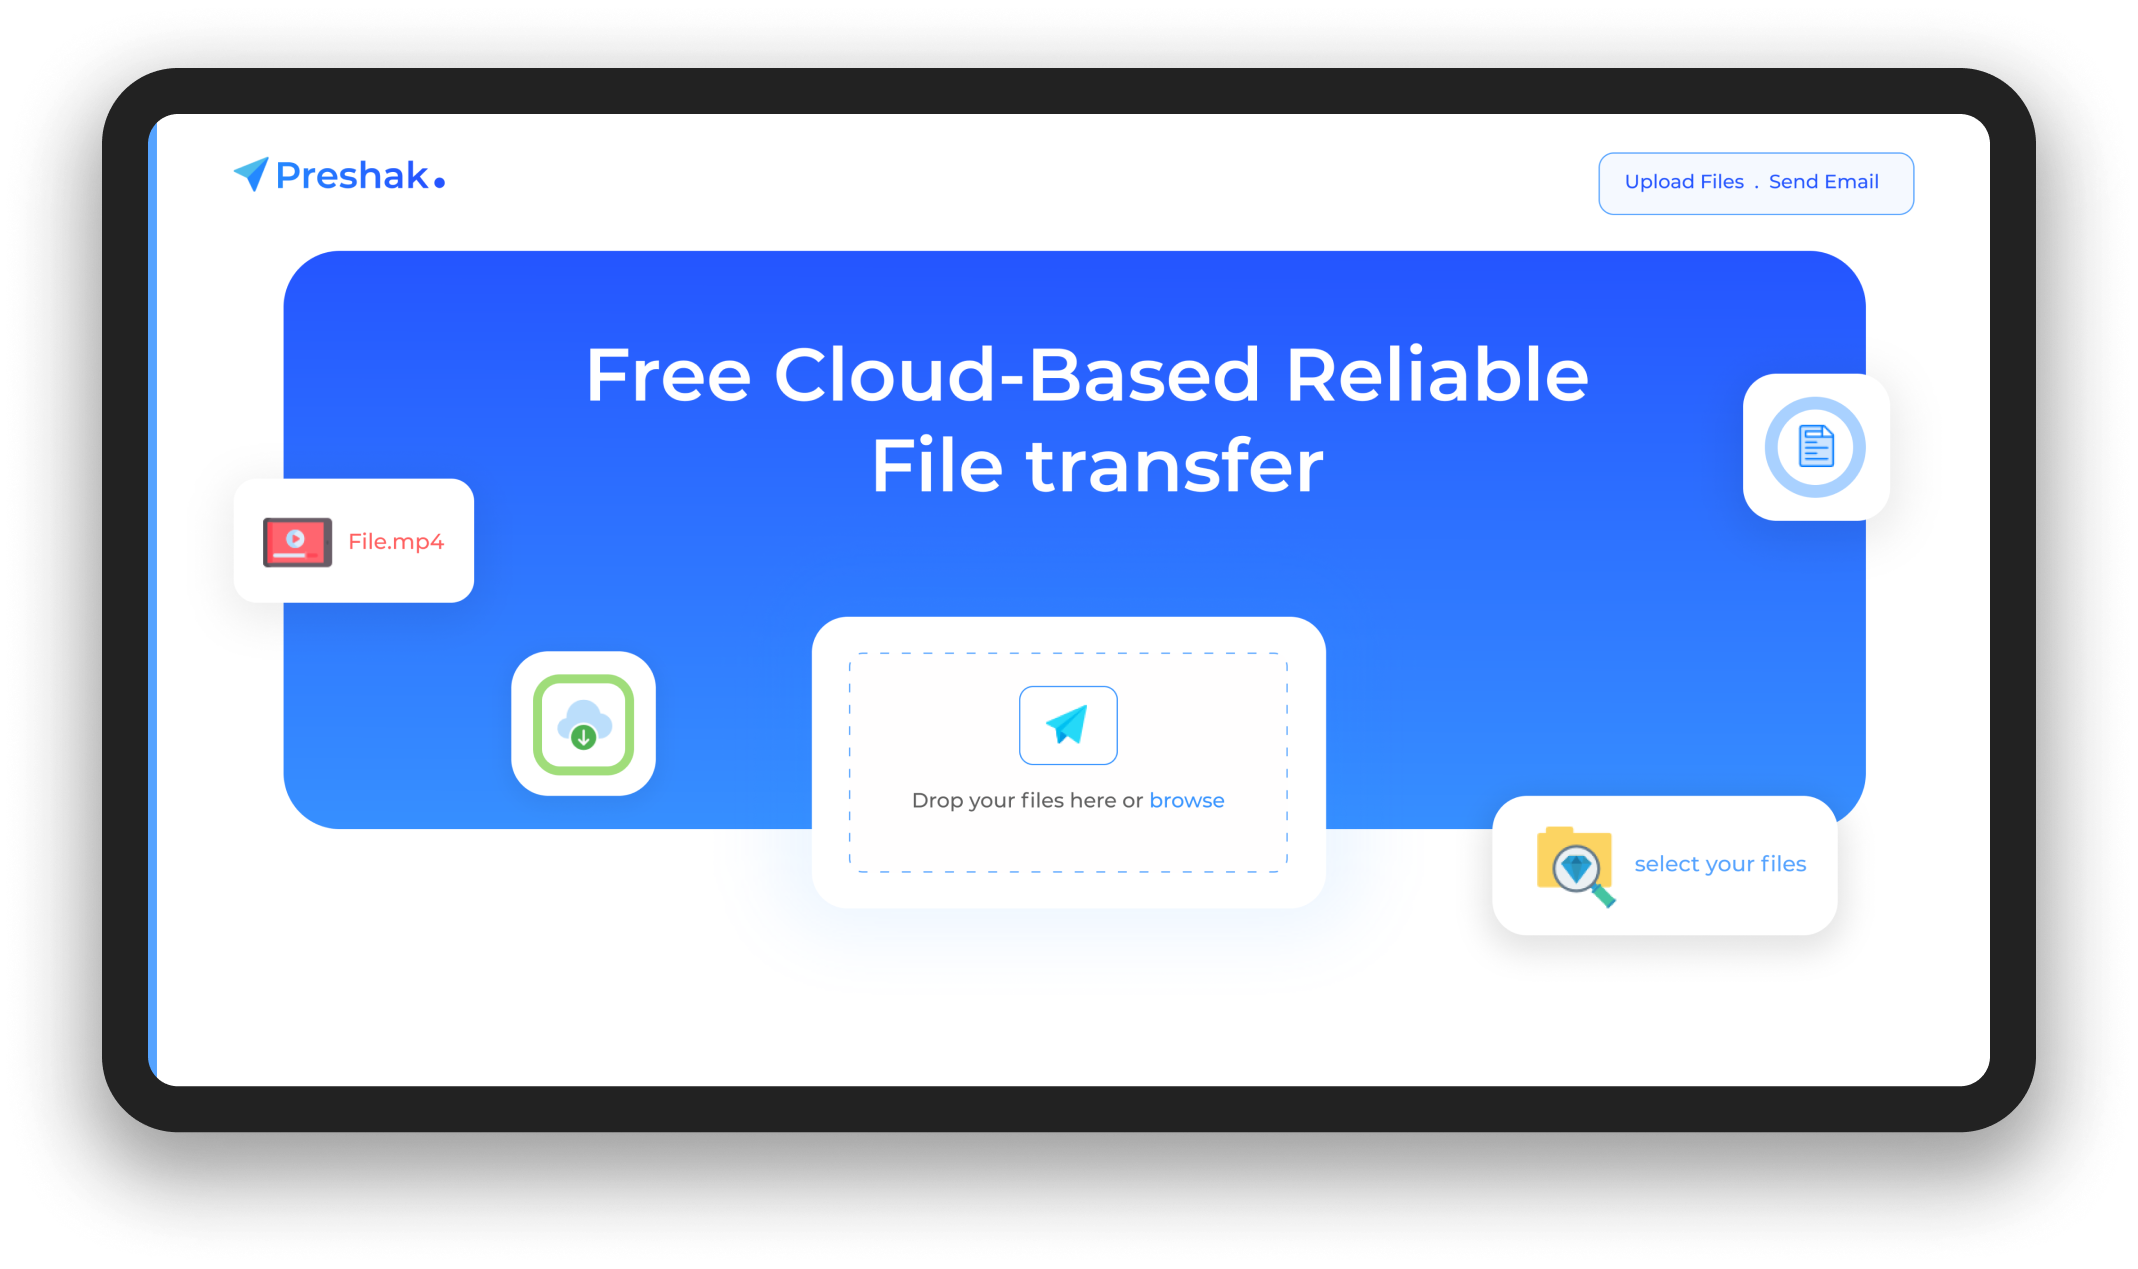 Preshak.
Upload Files . Send Email
Free Cloud-Based Reliable
File transfer
File.mp4
Drop your files here or browse
select your files